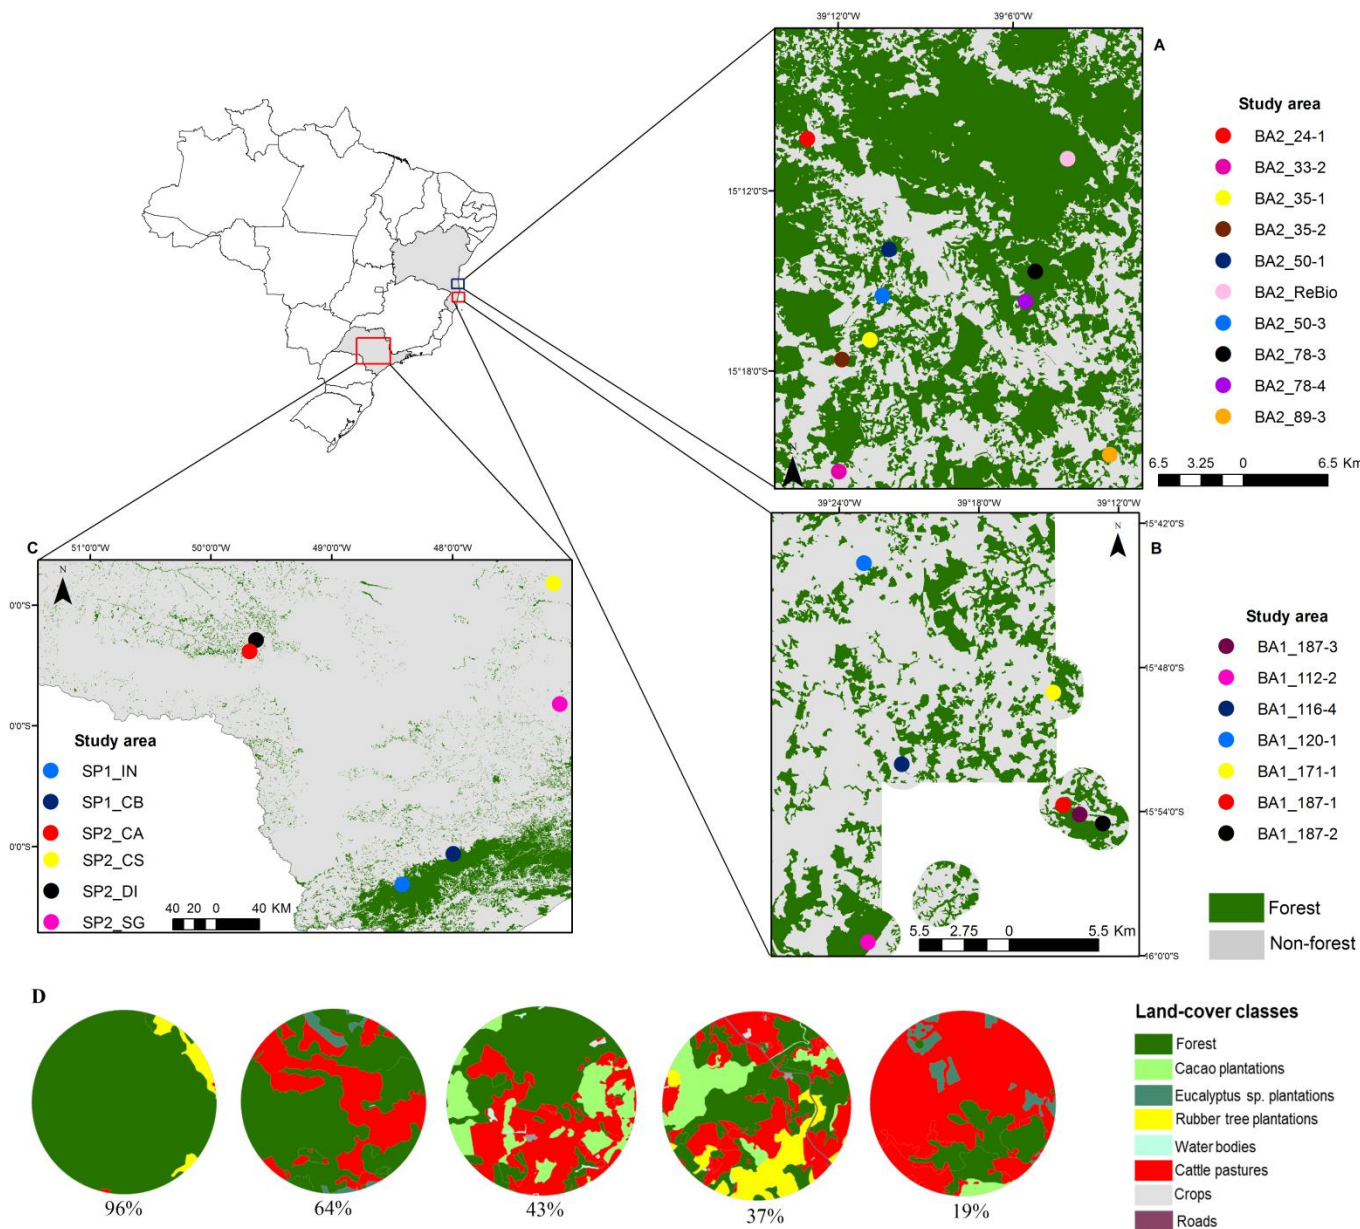 39°12'0"W
39°6'0"W
A
15°12'0"S
15°18'0"S
N
Study area
BA2_24-1
BA2_33-2
BA2_35-1
BA2_35-2
BA2_50-1
BA2_ReBio
BA2_50-3
BA2_78-3
BA2_78-4
BA2_89-3
6.5 3.25 0 6.5 Km
39°24'0"W
39°18'0"W
39°12'0"W
15°42'0"S
N
B
15°48'0"S
15°54'0"S
16°0'0"S
5.5 2.75 0 5.5 Km
Study area
BA1_187-3
BA1_112-2
BA1_116-4
BA1_120-1
BA1_171-1
BA1_187-1
BA1_187-2
Forest
Non-forest
C
51°0'0"W
50°0'0"W
49°0'0"W
48°0'0"W
N
0'0"S
0'0"S
0'0"S
Study area
SP1_IN
SP1_CB
SP2_CA
SP2_CS
SP2_DI
SP2_SG
40 20 0 40 KM
D
96%
64%
43%
37%
19%
Land-cover classes
Forest
Cacao plantations
Eucalyptus sp. plantations
Rubber tree plantations
Water bodies
Cattle pastures
Crops
Roads